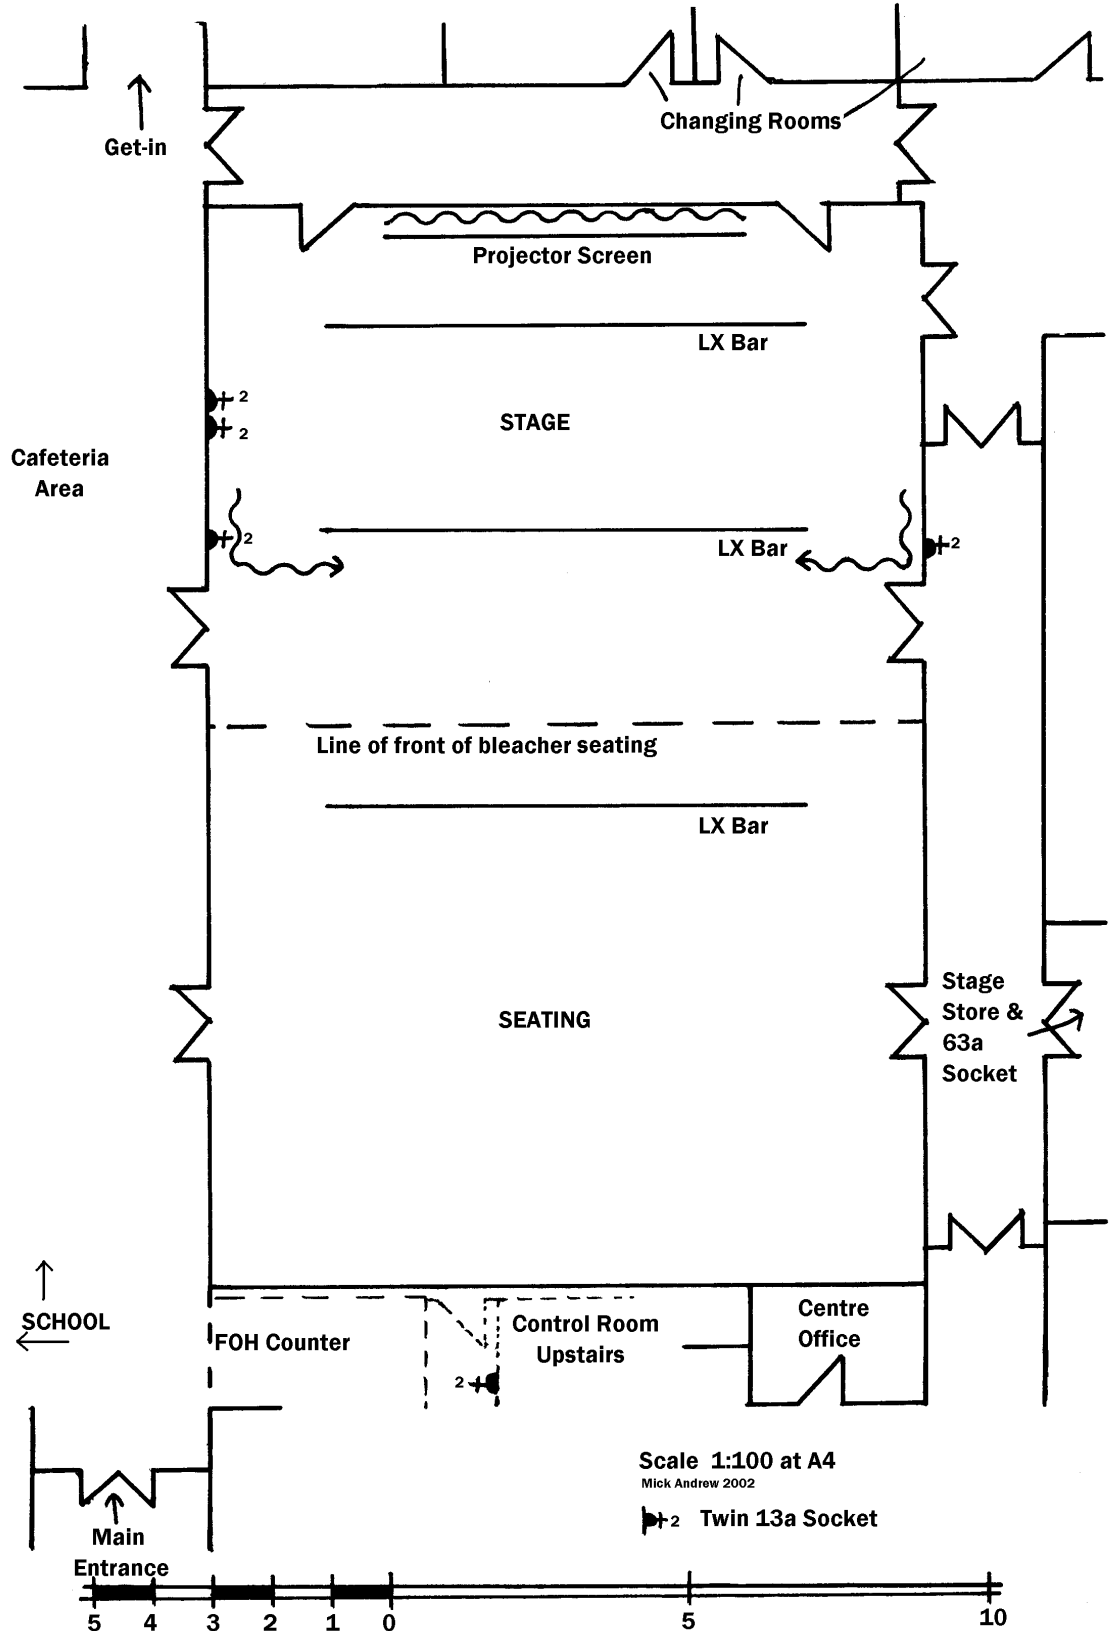 Get-in
Changing Rooms
Projector Screen
LX Bar
2
2
STAGE
Cafeteria
Area
2
LX Bar
2
Line of front of bleacher seating
LX Bar
SEATING
Stage
Store &
63a
Socket
SCHOOL
FOH Counter
Control Room
Upstairs
2
Centre
Office
Scale 1:100 at A4
Mick Andrew 2002
2 Twin 13a Socket
Main
Entrance
5 4 3 2 1 0 5 10